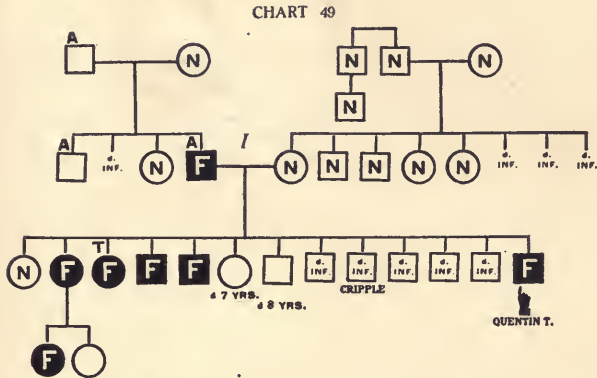 CHART 49
A N N N N
N
A A
d. INF. N F I N N N N N d. INF. d. INF. d. INF.
T
N F F F F d. INF. d. INF. d. INF. d. INF. d. INF. F
d 7 YRS. d 8 YRS. CRIPPLE QUENTIN T.
F